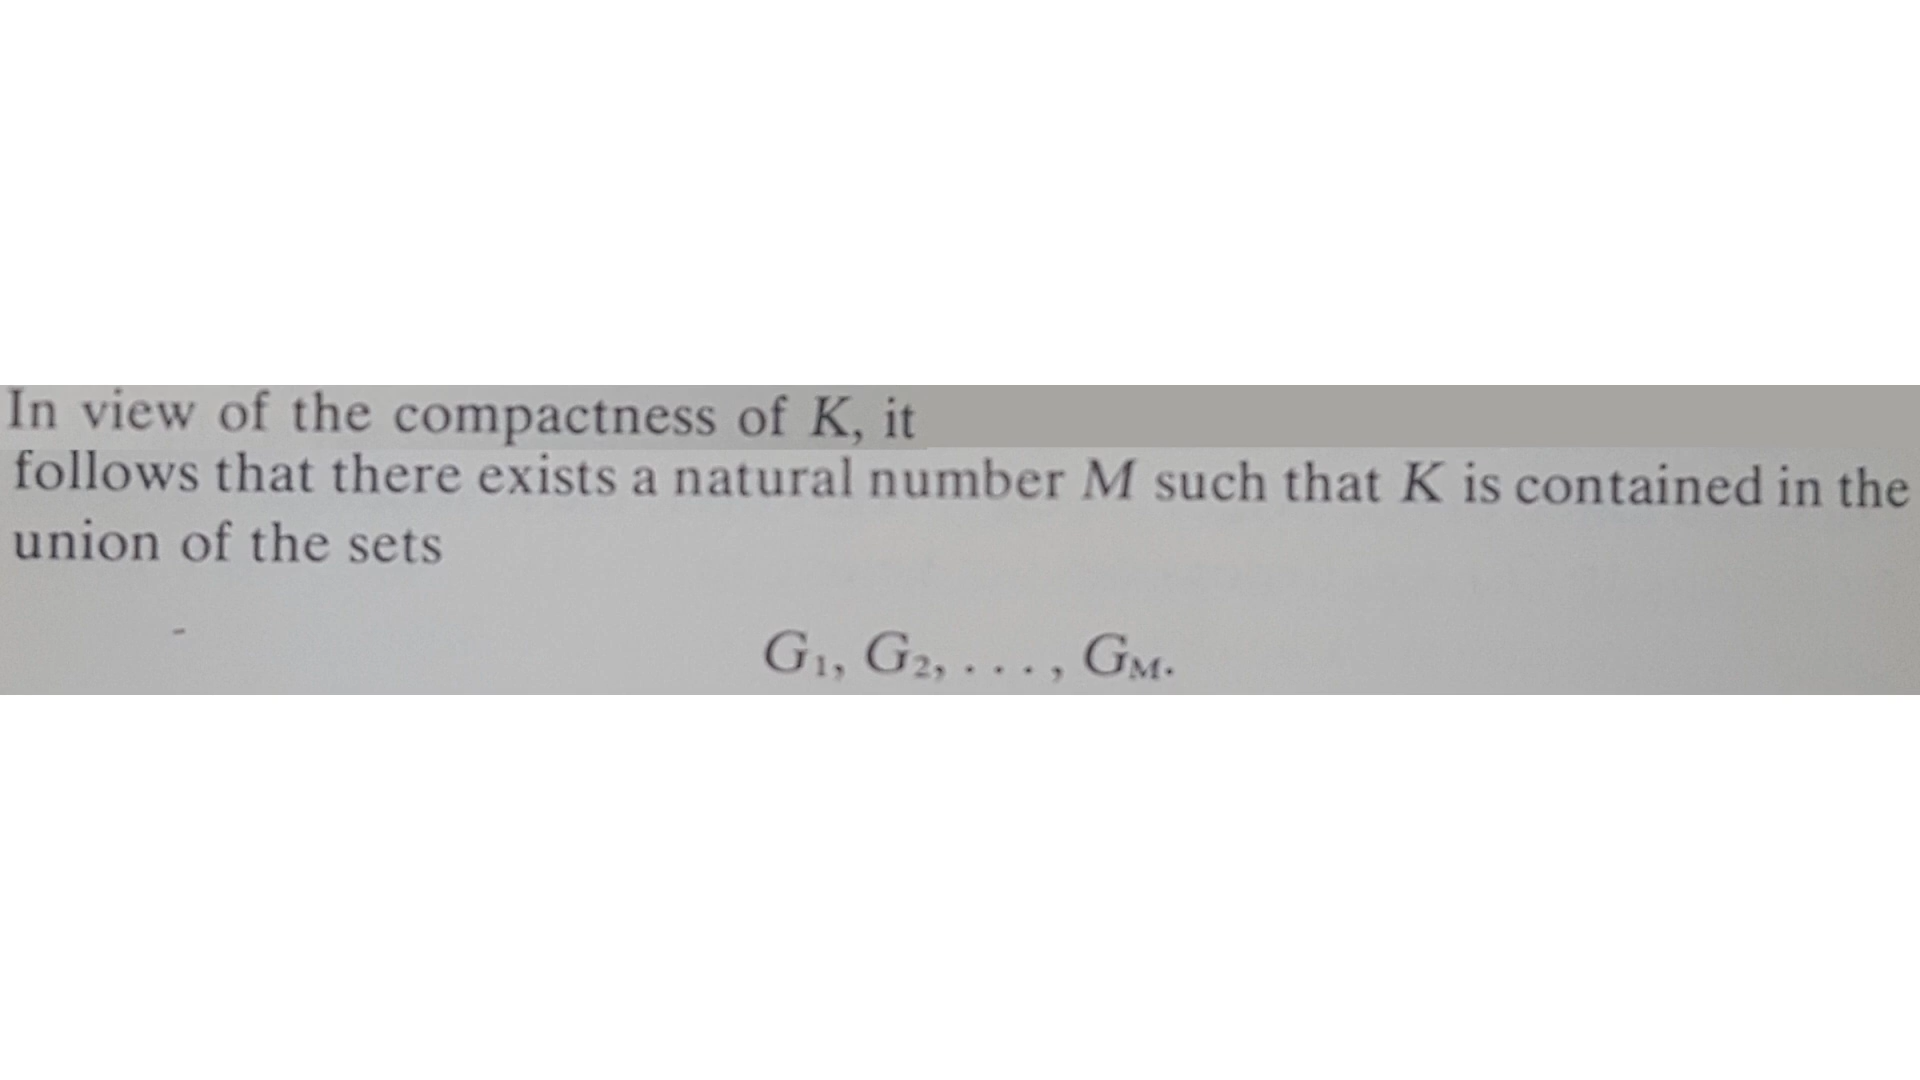 In view of the compactness of K, it
follows that there exists a natural number M such that K is contained in the
union of the sets
G₁, G₂, . . . , G_M.